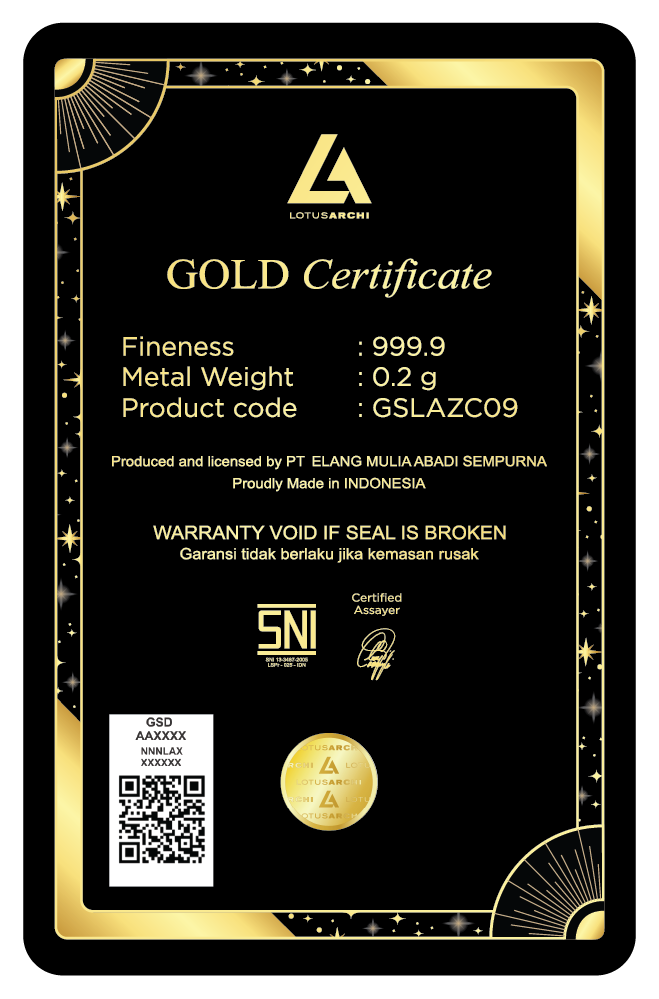 LOTUSARCHI
GOLD Certificate
Fineness : 999.9
Metal Weight : 0.2 g
Product code : GSLAZC09
Produced and licensed by PT ELANG MULIA ABADI SEMPURNA
Proudly Made in INDONESIA
WARRANTY VOID IF SEAL IS BROKEN
Garansi tidak berlaku jika kemasan rusak
Certified
Assayer
SNI
SNI 13-3487-2005
LSPr - 025 - IDN
GSD
AAXXXX
NNNLAX
XXXXXX
OTUSARC
LOTUSARCHI